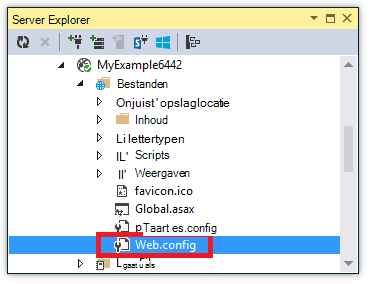 Server Explorer
MyExample6442
Bestanden
Onjuist'opslaglocatie
Inhoud
Li lettertypen
IL' Scripts
II' Weergaven
favicon.ico
Global.asax
pTaart es.config
Web.config